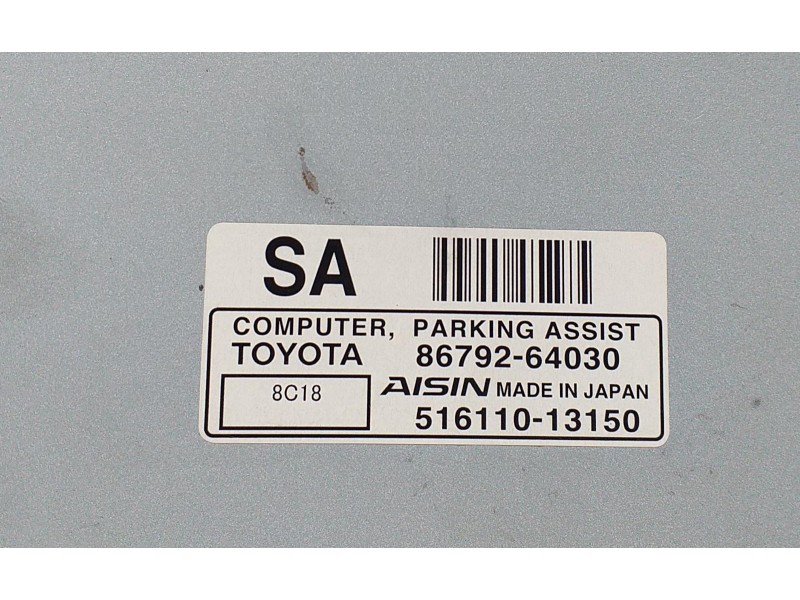 SA
COMPUTER, PARKING ASSIST
TOYOTA 86792-64030
8C18 AISIN MADE IN JAPAN
516110-13150